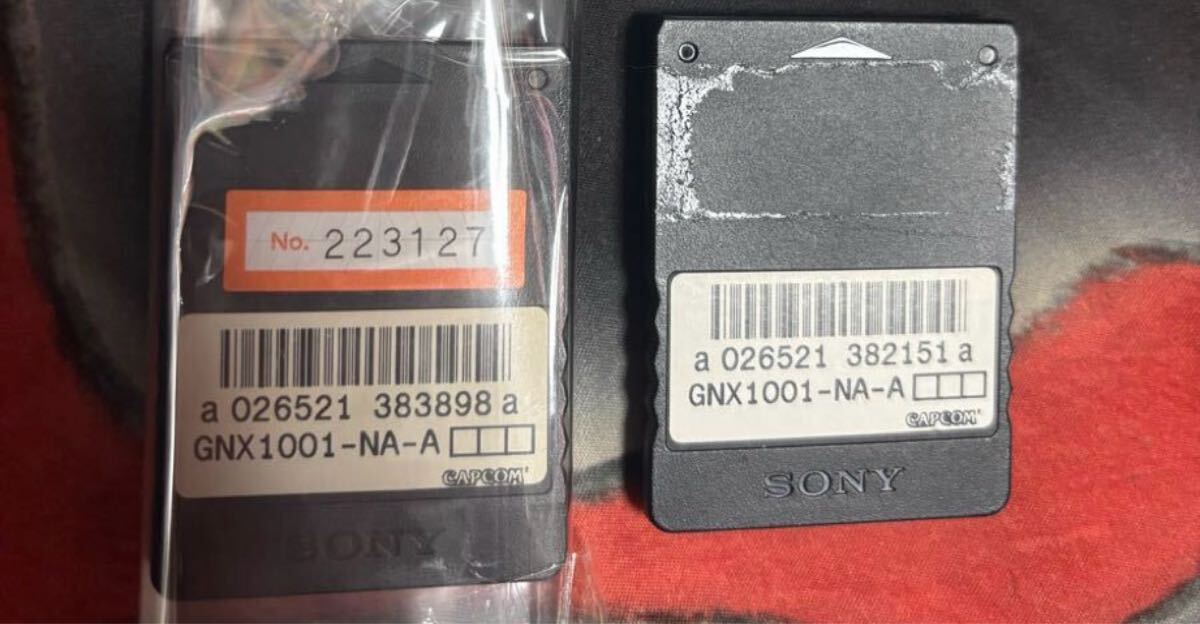 No. 223127
a 026521 383898 a
GNX1001-NA-A
CAPCOM
SONY
a 026521 382151 a
GNX1001-NA-A
CAPCOM
SONY